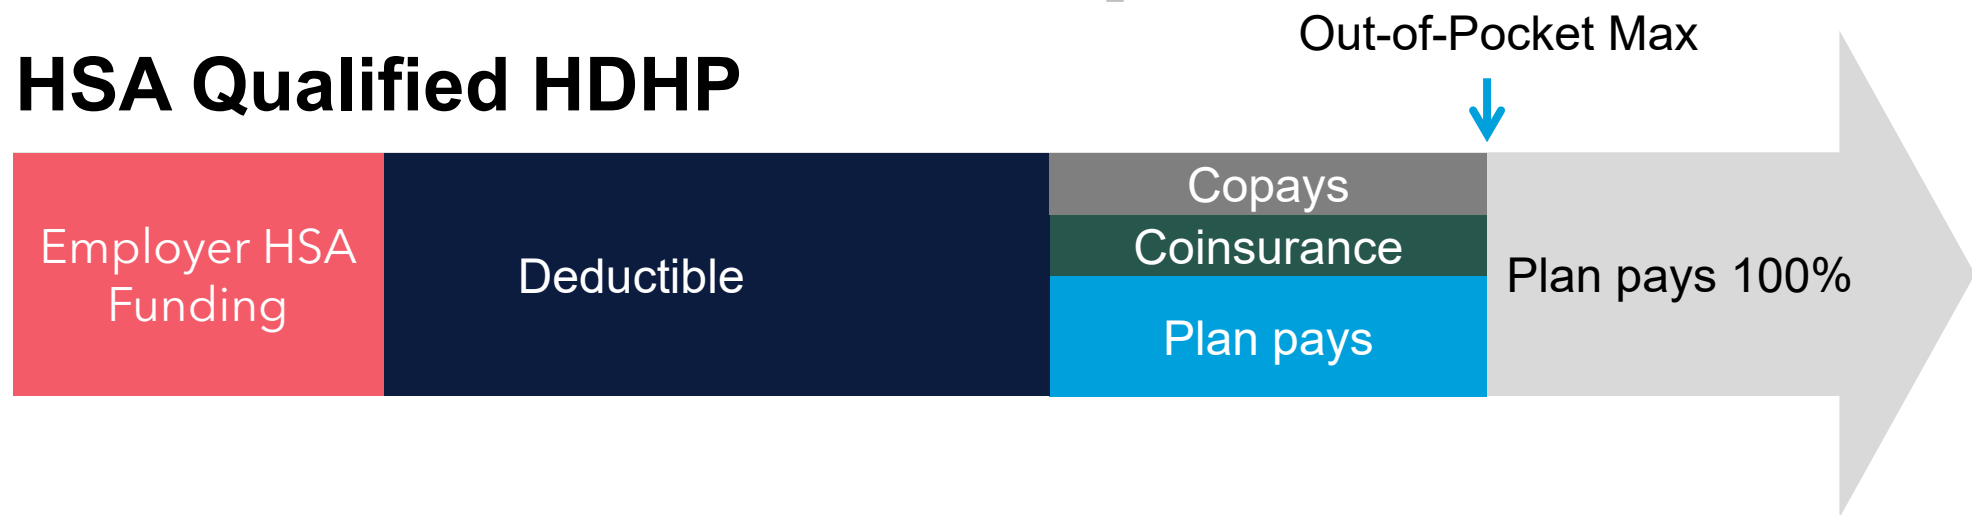 Out-of-Pocket Max
HSA Qualified HDHP
Employer HSA
Funding
Deductible
Copays
Coinsurance
Plan pays
Plan pays 100%